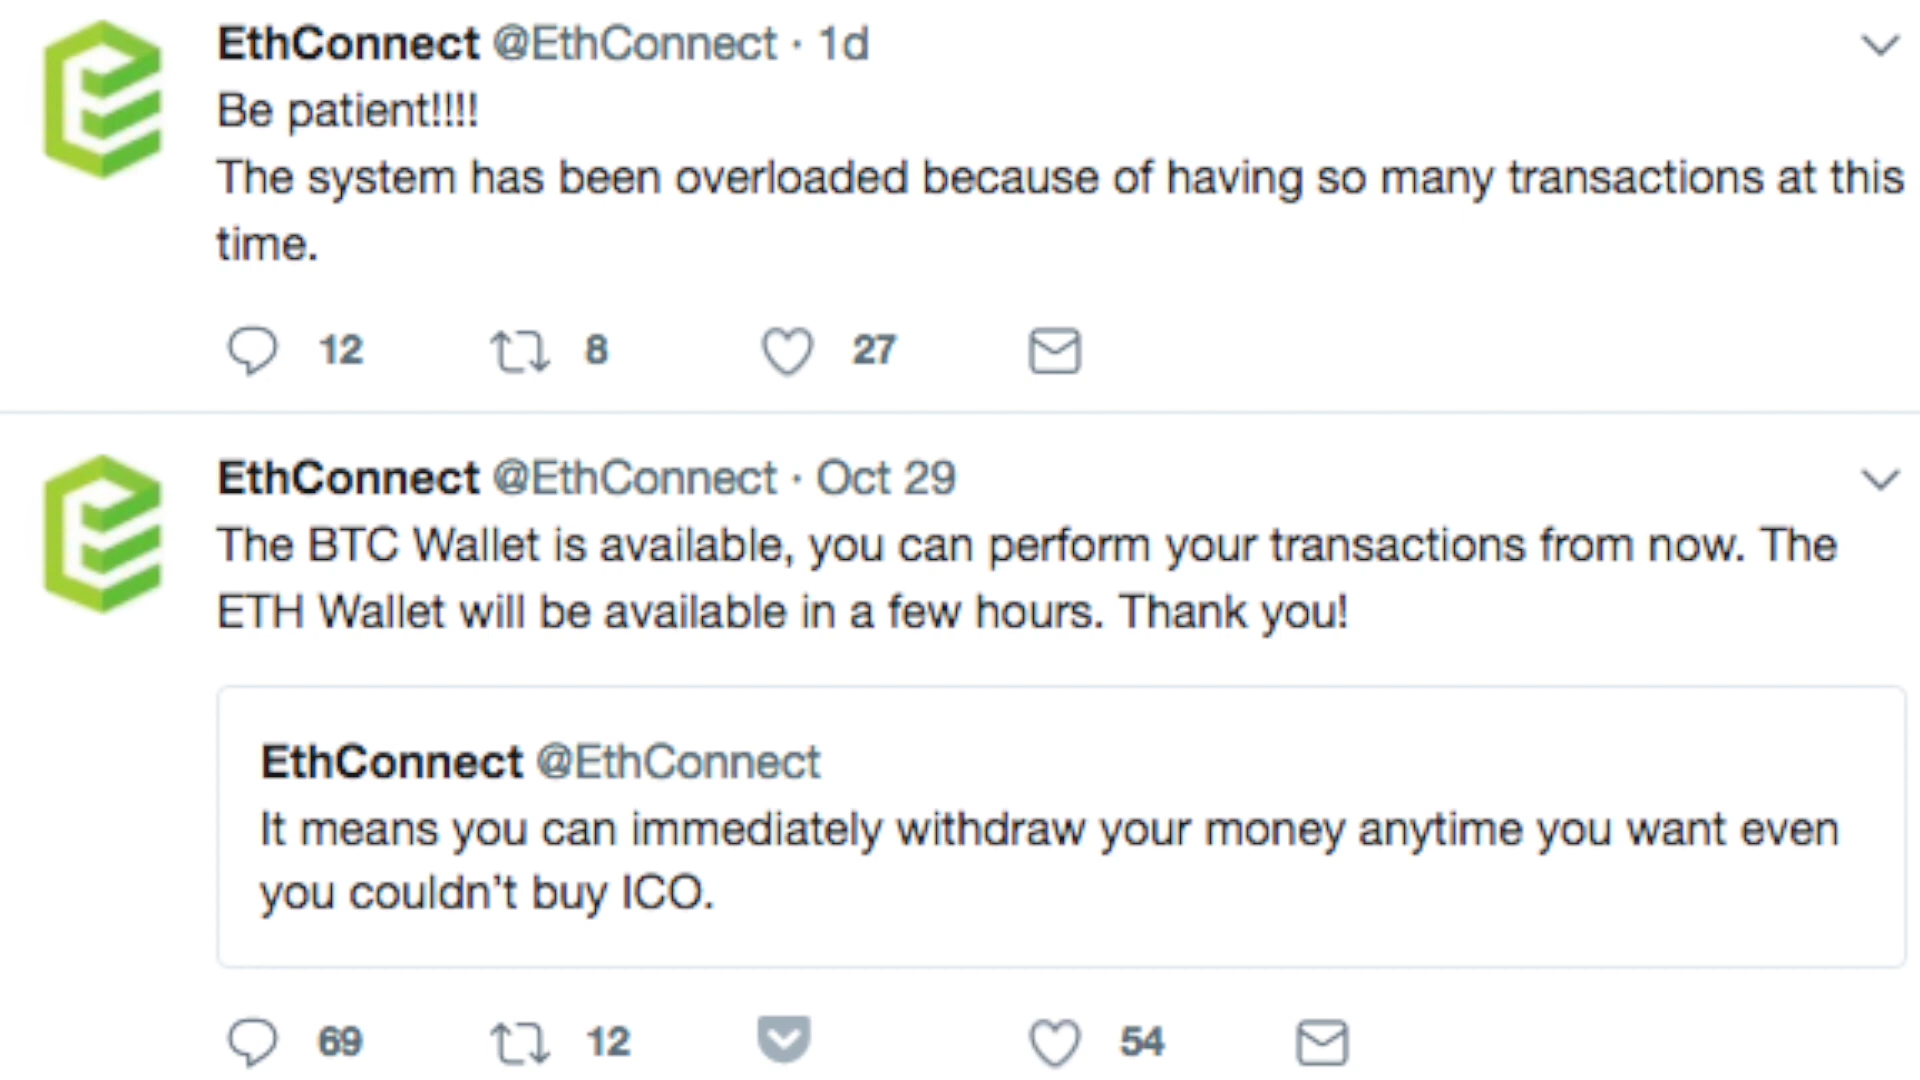 EthConnect @EthConnect · 1d
Be patient!!!!
The system has been overloaded because of having so many transactions at this
time.
12 8 27
EthConnect @EthConnect · Oct 29
The BTC Wallet is available, you can perform your transactions from now. The
ETH Wallet will be available in a few hours. Thank you!
EthConnect @EthConnect
It means you can immediately withdraw your money anytime you want even
you couldn't buy ICO.
69 12 54